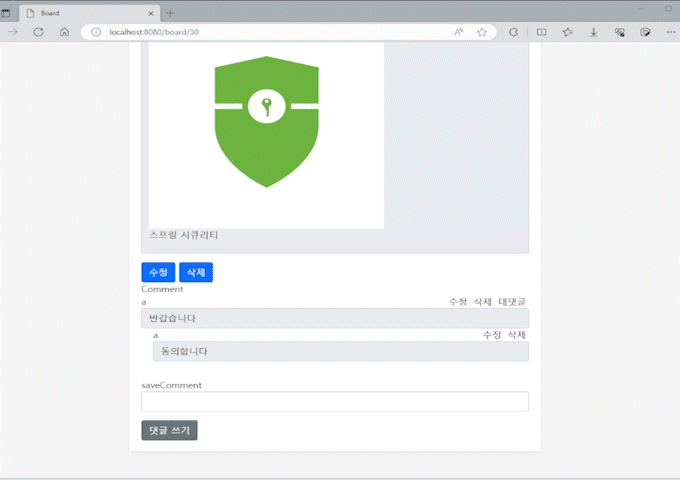 Board
localhost:8080/board/30
스프링 시큐리티
수정 삭제
Comment
a 수정 삭제 대댓글
반갑습니다
a 수정 삭제
동의합니다
saveComment
댓글 쓰기